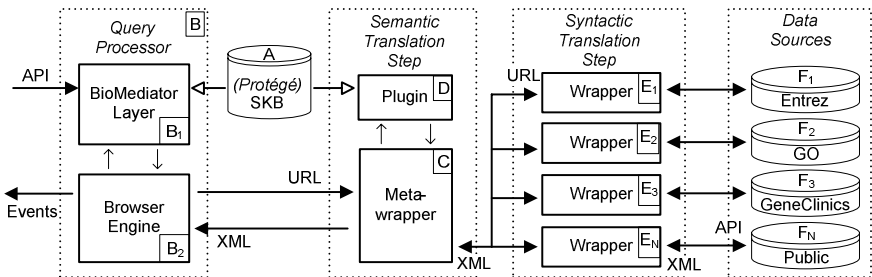 Query
Processor
B
API
BioMediator
Layer
B1
Browser
Engine
B2
Events
A
(Protégé)
SKB
URL
XML
Semantic
Translation
Step
Plugin
D
C
Meta-
wrapper
XML
Syntactic
Translation
Step
URL
Wrapper E1
Wrapper E2
Wrapper E3
Wrapper EN
XML
API
Data
Sources
F1
Entrez
F2
GO
F3
GeneClinics
FN
Public